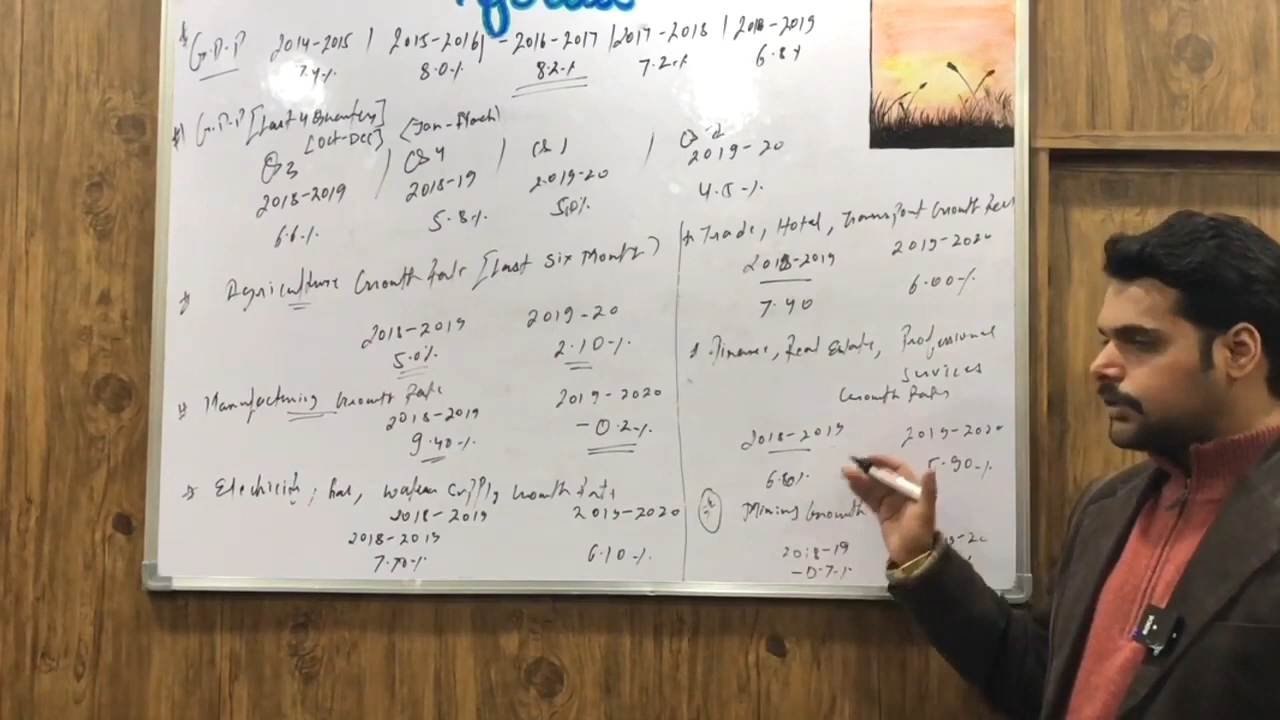 G.D.P 2014-2015 | 2015-2016 | - 2016-2017 | 2017-2018 | 2018-2019
7.4% 8.0% 8.2% 7.2% 6.8%
G.D.P [Last 4 Quarters]
[Oct-Dec] [Jan-March]
Q3 / Q4 / Q1 / Q2
2018-2019 2018-19 2019-20 2019-20
6.6% 5.8% 5.0% 4.5%
Agriculture Growth Rate [Last Six Months]
2018-2019 2019-20
5.0% 2.10%
Manufacturing Growth Rate
2018-2019 2019-2020
9.40% -0.2%
Electricity, Gas, Water Supply Growth Rate
2018-2019 2019-2020
2018-2019
7.70% 6.10%
Trade, Hotel, Transport Growth
2018-2019 2019-2020
7.40 6.00%
Finance, Real Estate, Professional
Services
Growth Rate
2018-2019 2019-2020
6.80% 5.90%
Mining Growth
2018-19
-0.7%